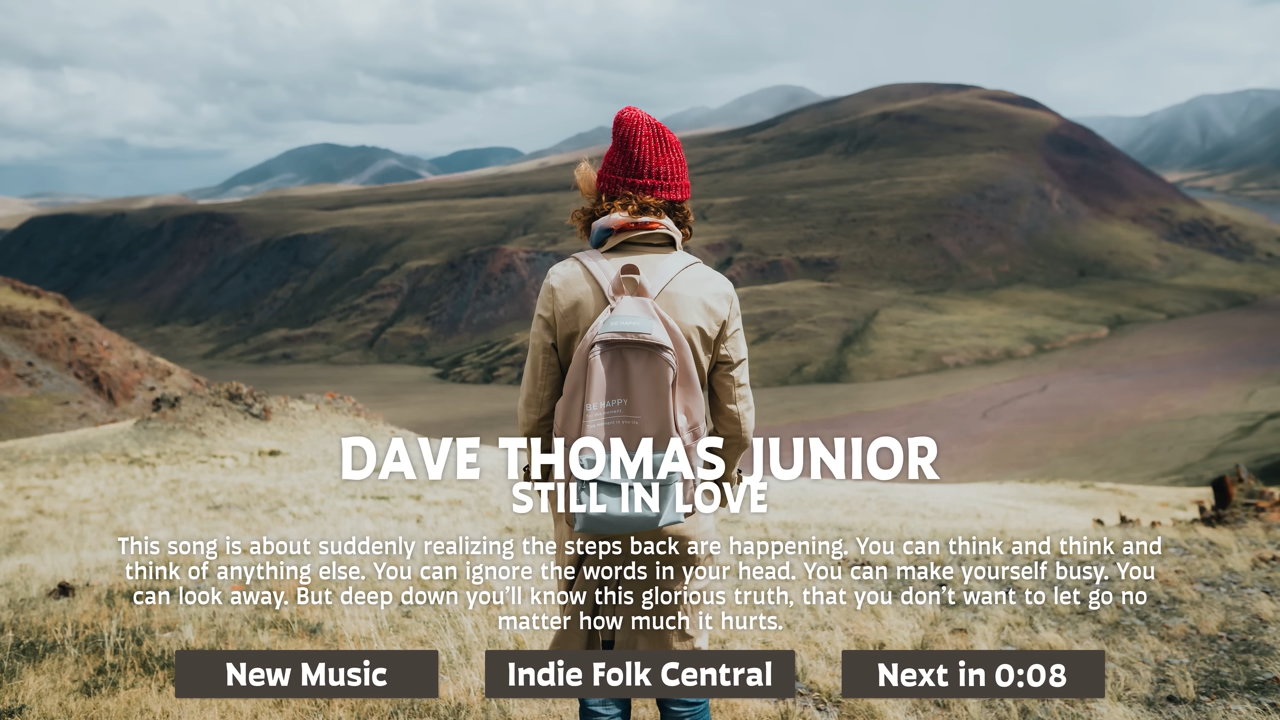 BE HAPPY
DAVE THOMAS JUNIOR
STILL IN LOVE
This song is about suddenly realizing the steps back are happening. You can think and think and
think of anything else. You can ignore the words in your head. You can make yourself busy. You
can look away. But deep down you’ll know this glorious truth, that you don’t want to let go no
matter how much it hurts.
New Music
Indie Folk Central
Next in 0:08